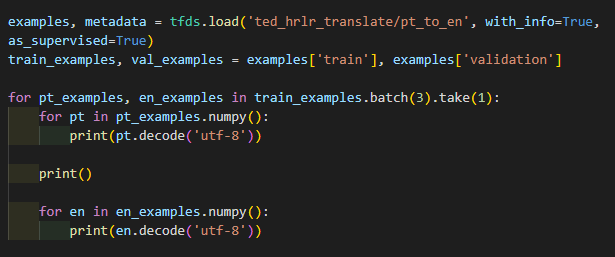 examples, metadata = tfds.load('ted_hrlr_translate/pt_to_en', with_info=True,
as_supervised=True)
train_examples, val_examples = examples['train'], examples['validation']
for pt_examples, en_examples in train_examples.batch(3).take(1):
    for pt in pt_examples.numpy():
        print(pt.decode('utf-8'))
    print()
    for en in en_examples.numpy():
        print(en.decode('utf-8'))